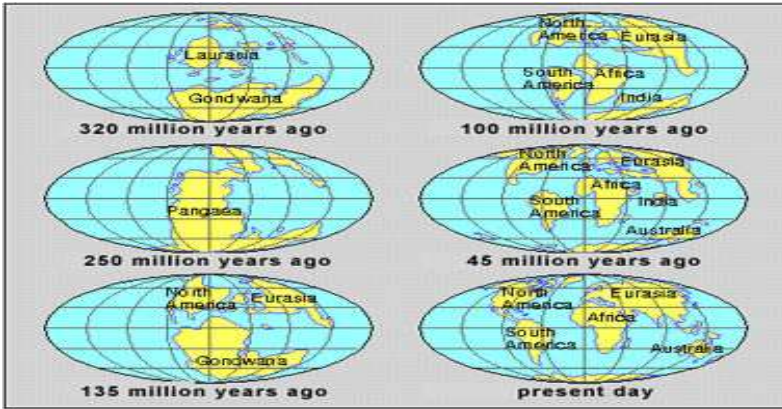 Laurasia
Gondwana
320 million years ago
North
America
Eurasia
South
America
Africa
India
100 million years ago
Pangaea
250 million years ago
North
America
Eurasia
Africa
South
America
India
Australia
45 million years ago
North
America
Eurasia
Gondwana
135 million years ago
North
America
Eurasia
Africa
South
America
Australia
present day